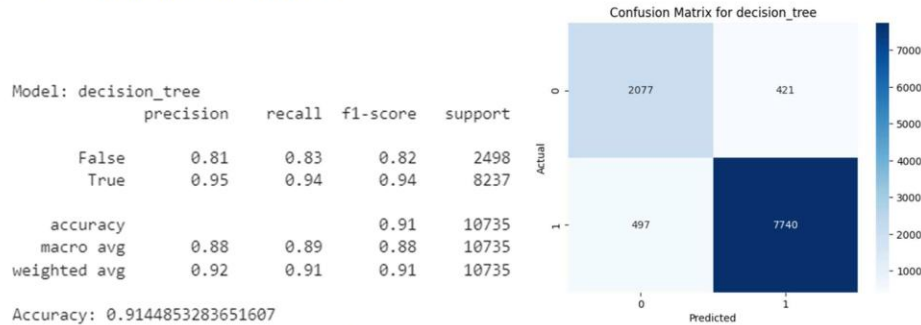 Model: decision_tree
precision recall f1-score support
False 0.81 0.83 0.82 2498
True 0.95 0.94 0.94 8237
accuracy 0.91 10735
macro avg 0.88 0.89 0.88 10735
weighted avg 0.92 0.91 0.91 10735
Accuracy: 0.9144853283651607
Confusion Matrix for decision_tree
Actual
0
1
2077 421
497 7740
0 1
Predicted
7000
6000
5000
4000
3000
2000
1000